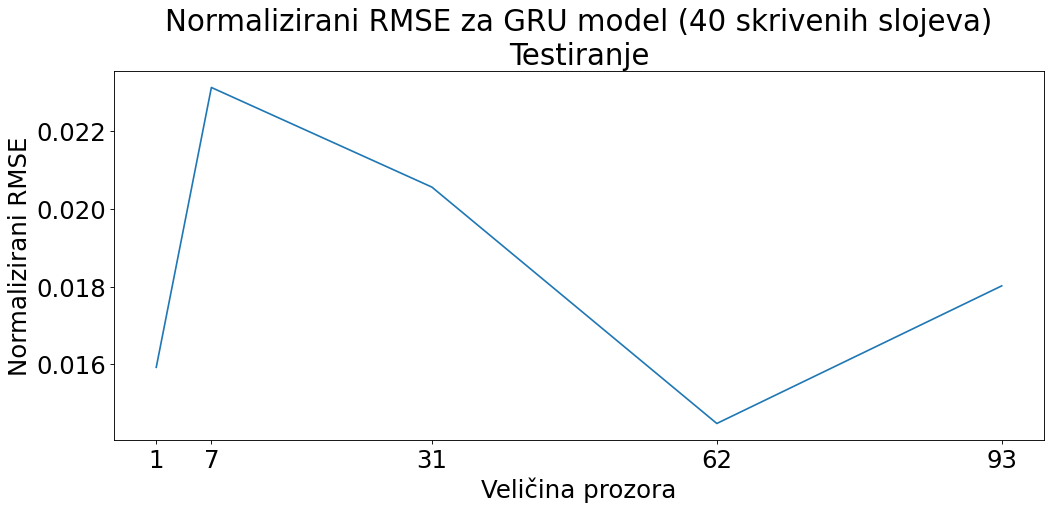 Normalizirani RMSE za GRU model (40 skrivenih slojeva)
Testiranje
Normalizirani RMSE
0.022
0.020
0.018
0.016
1 7 31 62 93
Veličina prozora